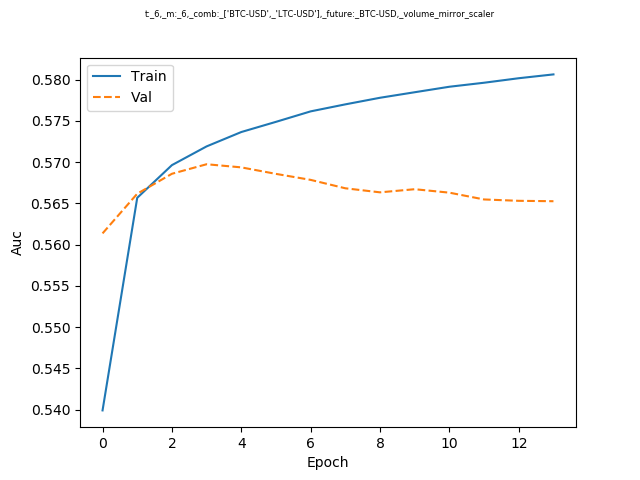 t:_6,_m:_6,_comb:_['BTC-USD',_'LTC-USD'],_future:_BTC-USD,_volume_mirror_scaler
Train
Val
0.580
0.575
0.570
0.565
0.560
0.555
0.550
0.545
0.540
Auc
0 2 4 6 8 10 12
Epoch